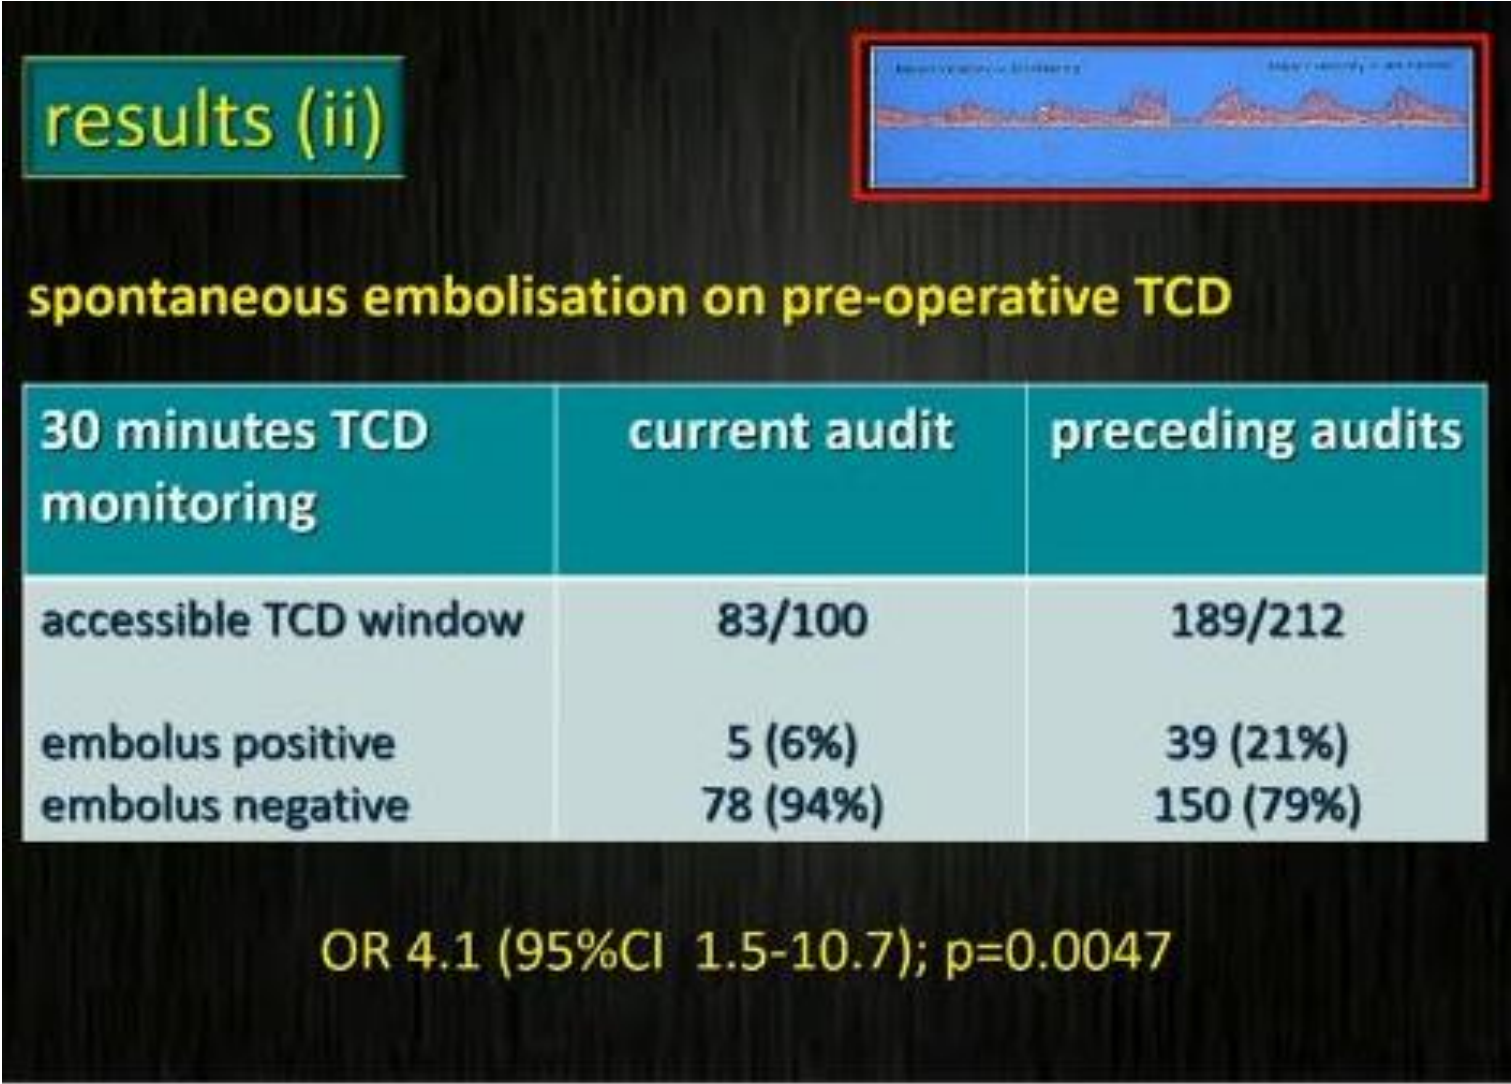 results (ii)
spontaneous embolisation on pre-operative TCD
30 minutes TCD current audit preceding audits
monitoring
accessible TCD window 83/100 189/212
embolus positive 5 (6%) 39 (21%)
embolus negative 78 (94%) 150 (79%)
OR 4.1 (95%CI 1.5-10.7); p=0.0047